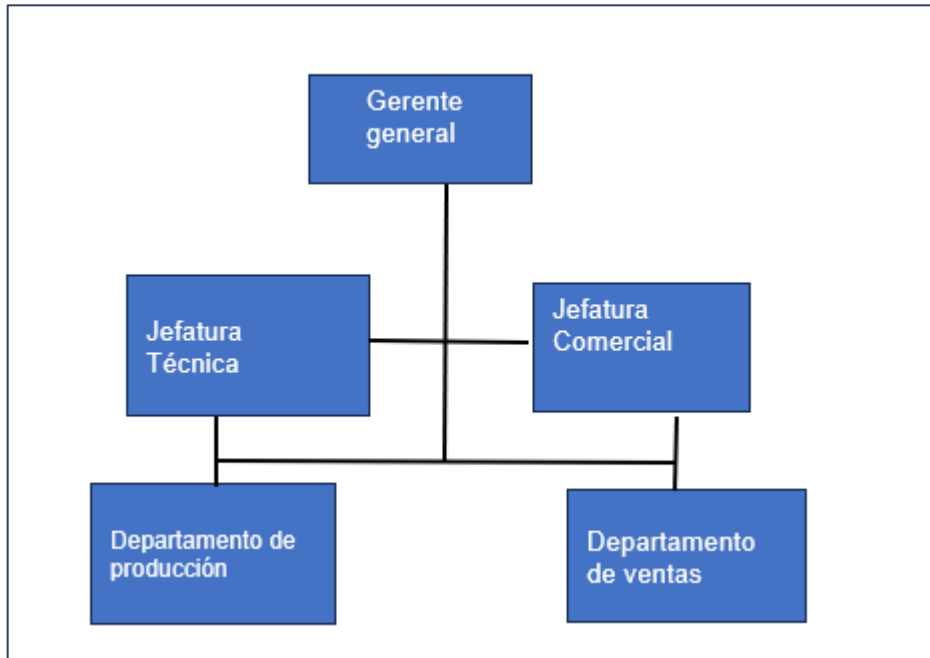 Gerente
general
Jefatura
Técnica
Jefatura
Comercial
Departamento de
producción
Departamento
de ventas